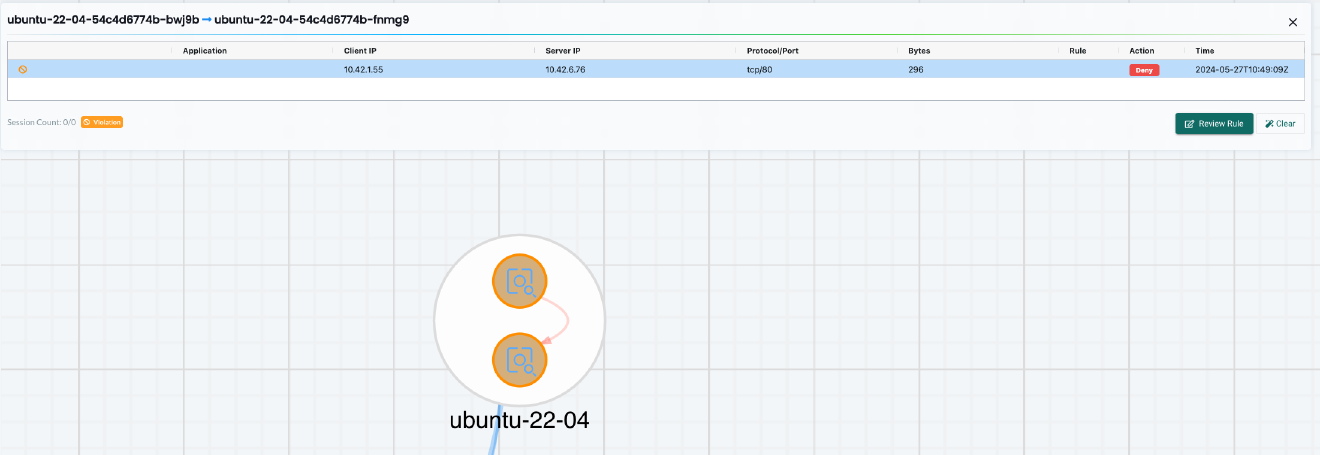 ubuntu-22-04-54c4d6774b-bwj9b → ubuntu-22-04-54c4d6774b-fnmg9
Application Client IP Server IP Protocol/Port Bytes Rule Action Time
10.42.1.55 10.42.6.76 tcp/80 296 Deny 2024-05-27T10:49:09Z
Session Count: 0/0 Violation Review Rule Clear
ubuntu-22-04